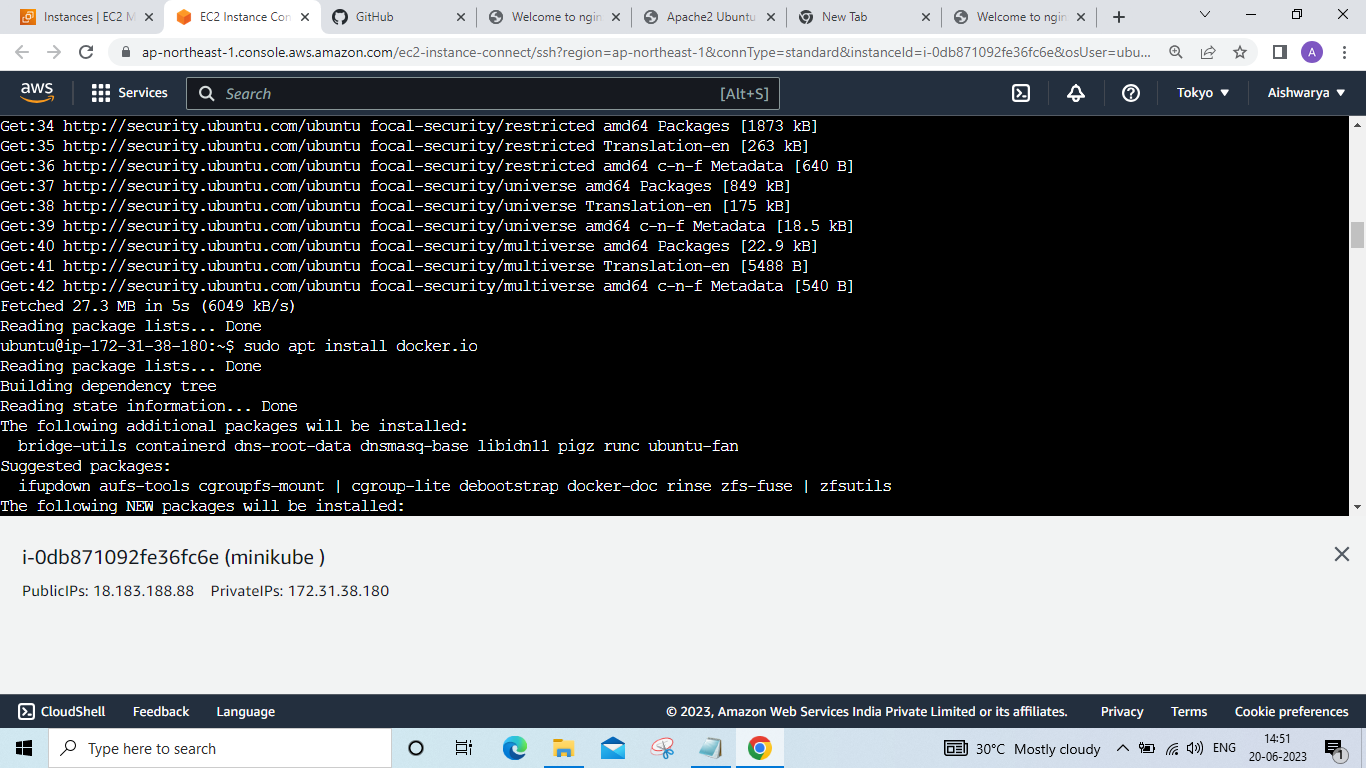 Instances | EC2 M
EC2 Instance Con
GitHub
Welcome to ngin
Apache2 Ubuntu
New Tab
Welcome to ngin
ap-northeast-1.console.aws.amazon.com/ec2-instance-connect/ssh?region=ap-northeast-1&connType=standard&instanceId=i-0db871092fe36fc6e&osUser=ubu...
A
aws
Services
Search
[Alt+S]
Tokyo
Aishwarya
Get:34 http://security.ubuntu.com/ubuntu focal-security/restricted amd64 Packages [1873 kB]
Get:35 http://security.ubuntu.com/ubuntu focal-security/restricted Translation-en [263 kB]
Get:36 http://security.ubuntu.com/ubuntu focal-security/restricted amd64 c-n-f Metadata [640 B]
Get:37 http://security.ubuntu.com/ubuntu focal-security/universe amd64 Packages [849 kB]
Get:38 http://security.ubuntu.com/ubuntu focal-security/universe Translation-en [175 kB]
Get:39 http://security.ubuntu.com/ubuntu focal-security/universe amd64 c-n-f Metadata [18.5 kB]
Get:40 http://security.ubuntu.com/ubuntu focal-security/multiverse amd64 Packages [22.9 kB]
Get:41 http://security.ubuntu.com/ubuntu focal-security/multiverse Translation-en [5488 B]
Get:42 http://security.ubuntu.com/ubuntu focal-security/multiverse amd64 c-n-f Metadata [540 B]
Fetched 27.3 MB in 5s (6049 kB/s)
Reading package lists... Done
ubuntu@ip-172-31-38-180:~$ sudo apt install docker.io
Reading package lists... Done
Building dependency tree
Reading state information... Done
The following additional packages will be installed:
bridge-utils containerd dns-root-data dnsmasq-base libidn11 pigz runc ubuntu-fan
Suggested packages:
ifupdown aufs-tools cgroupfs-mount | cgroup-lite debootstrap docker-doc rinse zfs-fuse | zfsutils
The following NEW packages will be installed:
i-0db871092fe36fc6e (minikube )
PublicIPs: 18.183.188.88 PrivateIPs: 172.31.38.180
CloudShell
Feedback
Language
© 2023, Amazon Web Services India Private Limited or its affiliates.
Privacy
Terms
Cookie preferences
Type here to search
30°C Mostly cloudy
ENG
14:51
20-06-2023
1